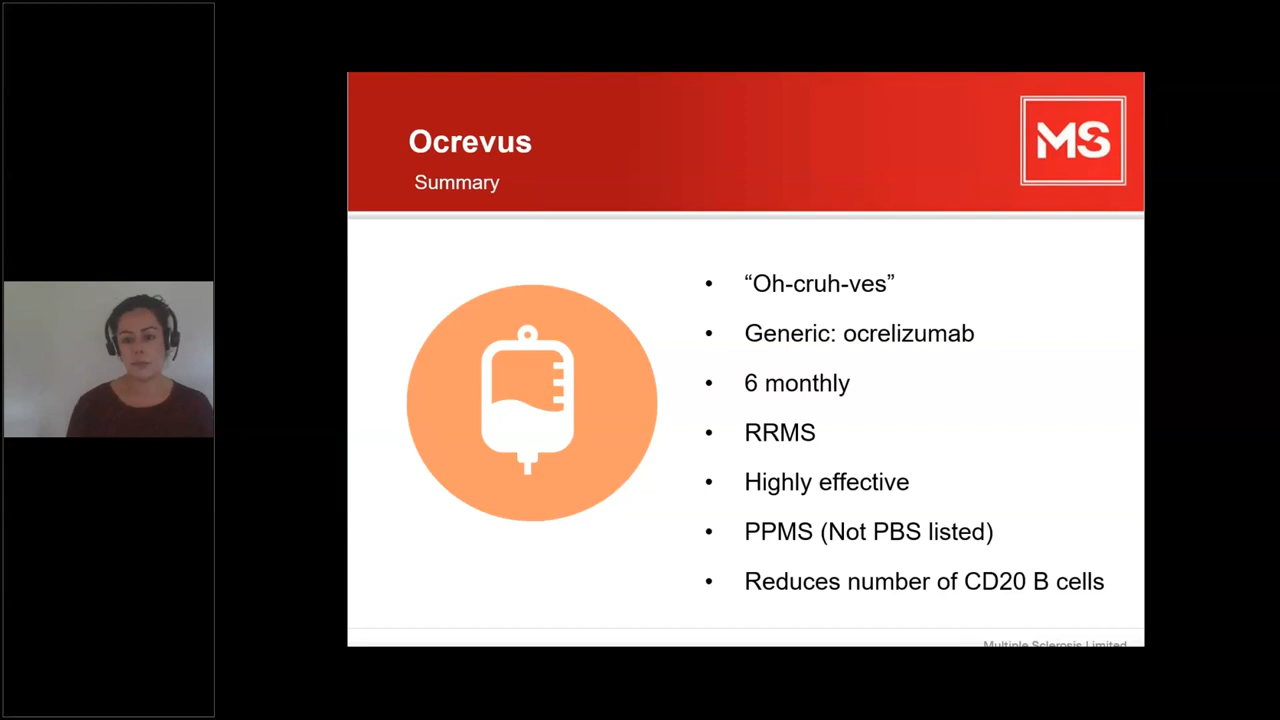 Ocrevus
Summary
MS
• “Oh-cruh-ves”
• Generic: ocrelizumab
• 6 monthly
• RRMS
• Highly effective
• PPMS (Not PBS listed)
• Reduces number of CD20 B cells
Multiple Sclerosis Limited